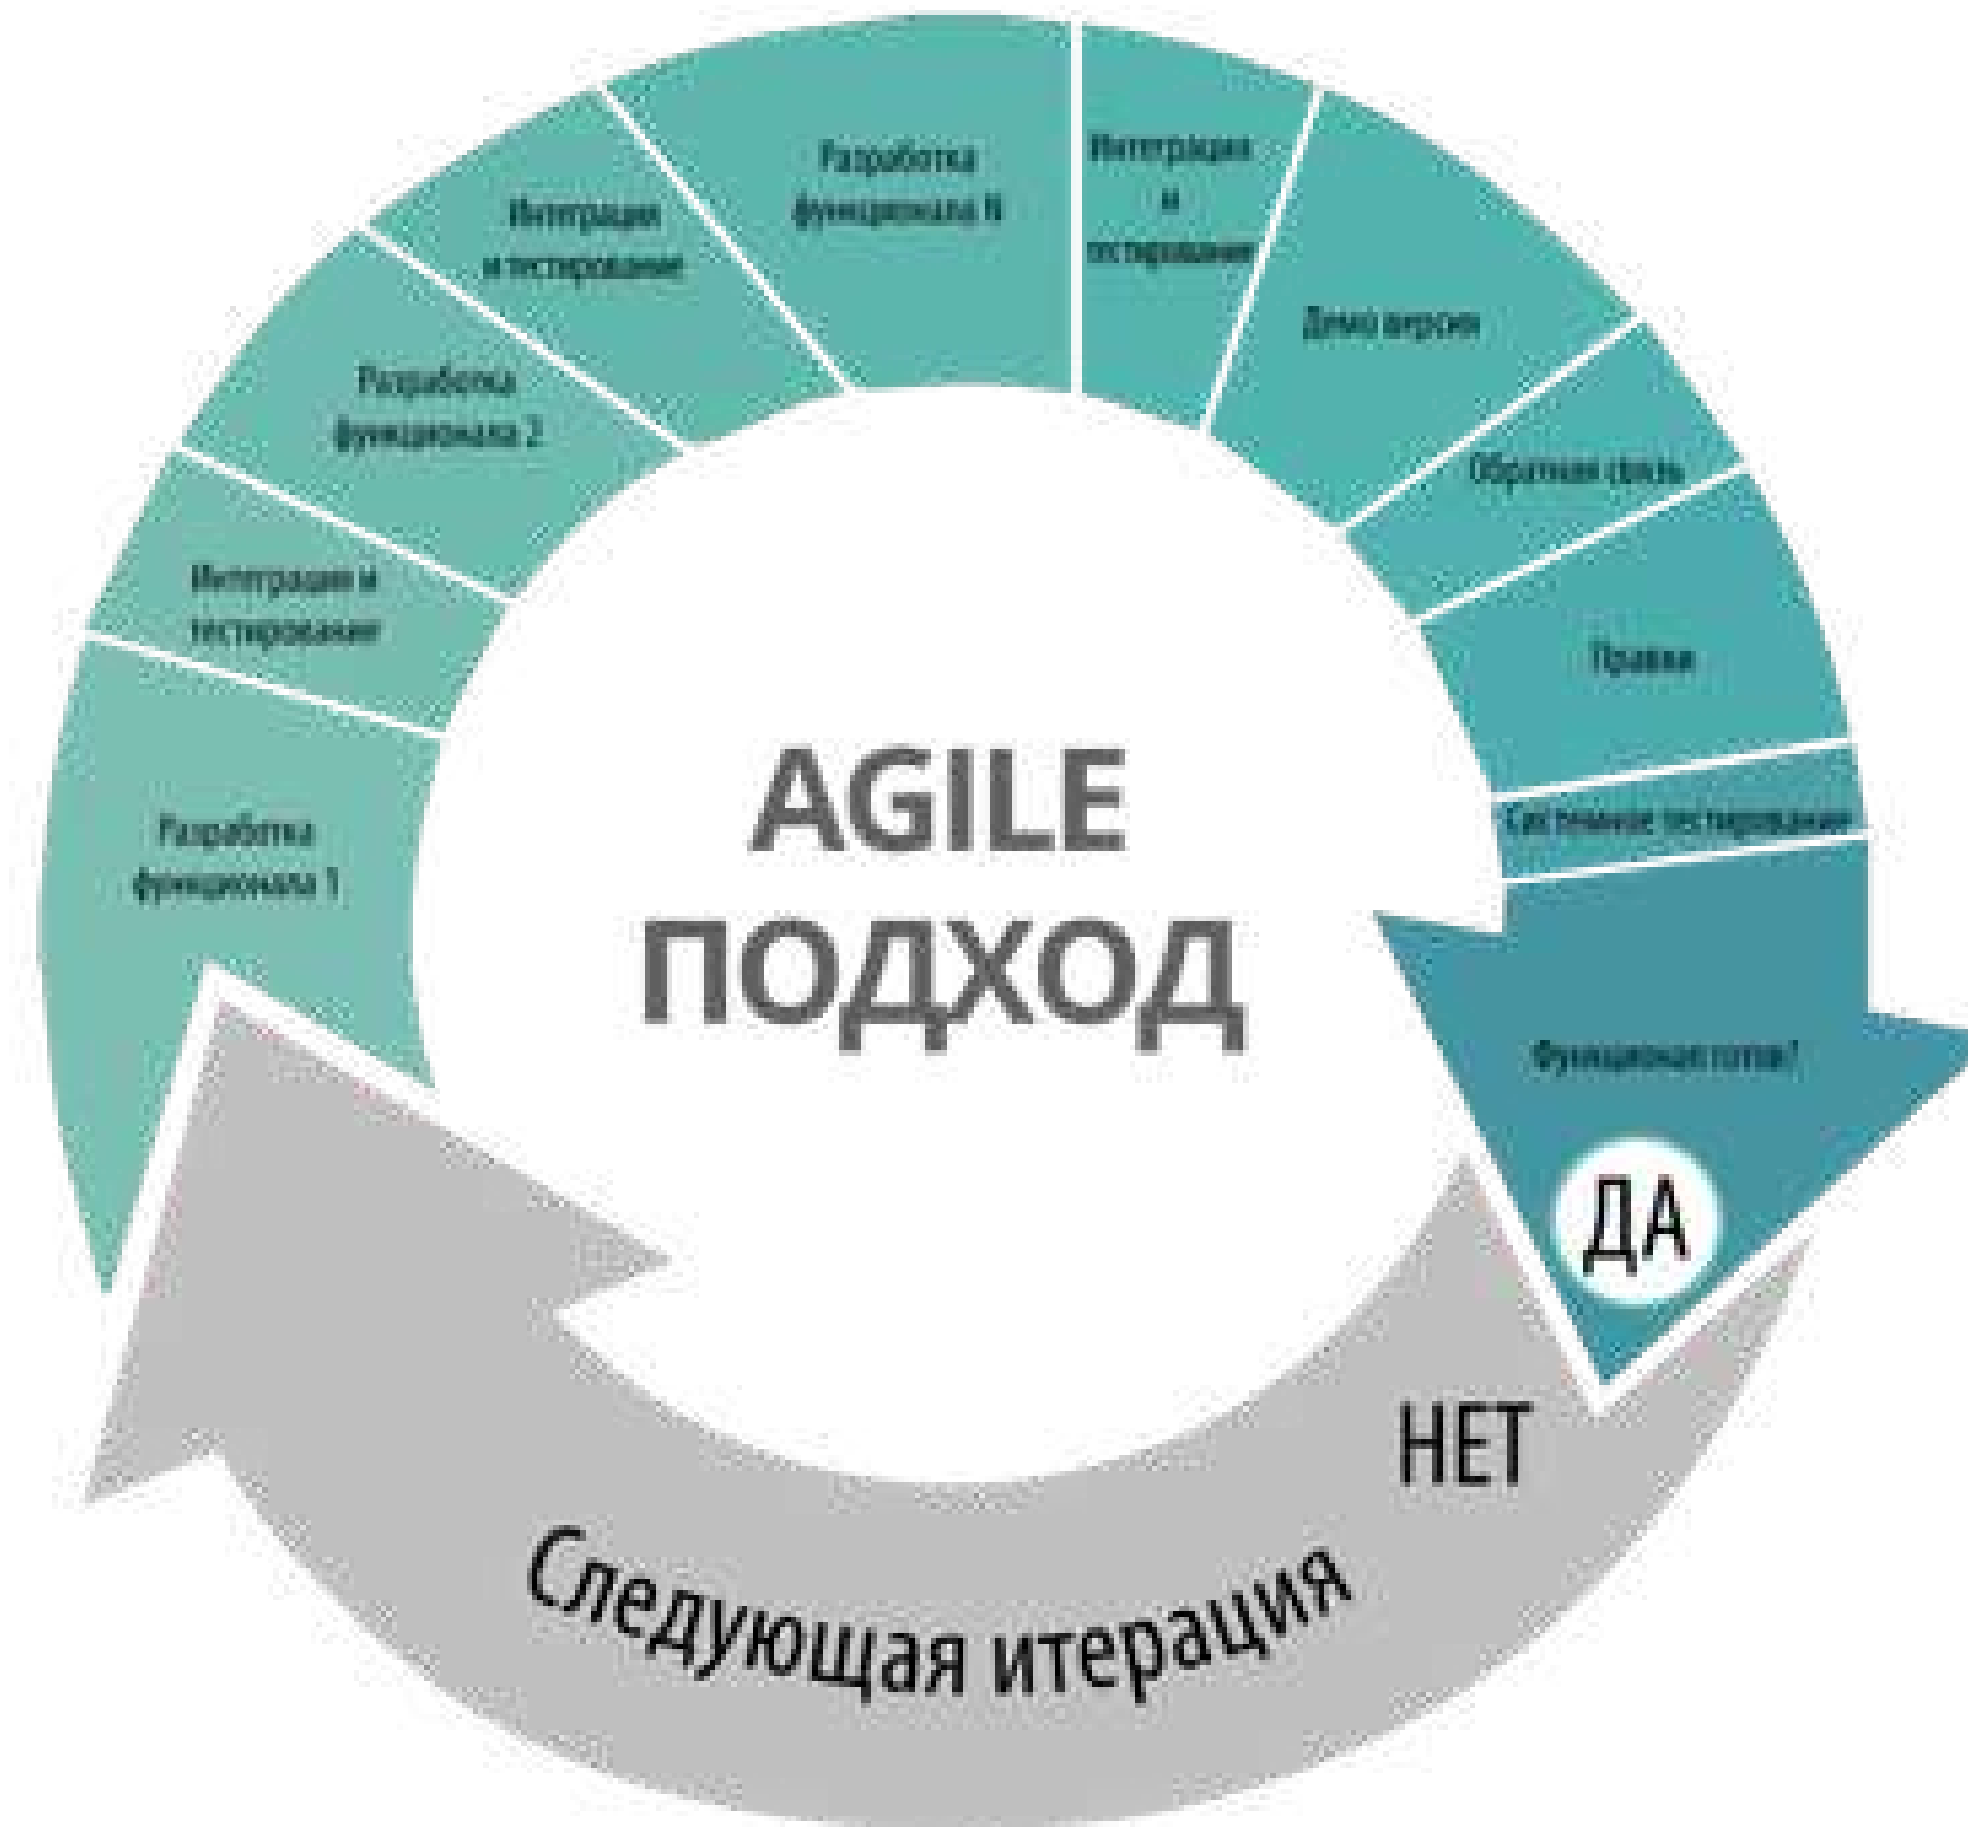 Разработка
функционала 1
Интеграция и
тестирование
Разработка
функционала 2
Интеграция
и тестирование
Разработка
функционала N
Интеграция
и
тестирование
Демо версия
Обратная связь
Правки
Системное тестирование
Функционал готов?
ДА
НЕТ
Следующая итерация
AGILE
ПОДХОД